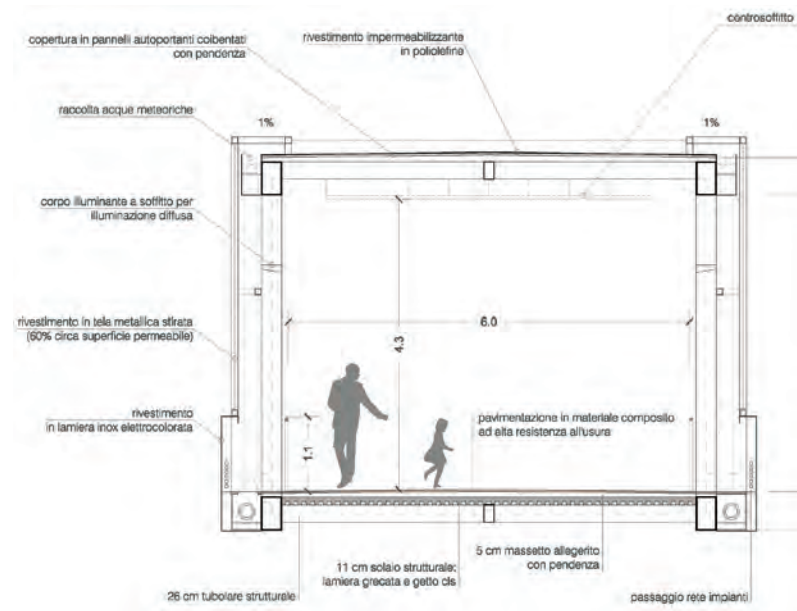 controsoffitto
copertura in pannelli autoportanti coibentati
con pendenza
rivestimento impermeabilizzante
in poliolefine
raccolta acque meteoriche
1%
1%
corpo illuminante a soffitto per
illuminazione diffusa
rivestimento in tela metallica stirata
(60% circa superficie permeabile)
6.0
4.3
rivestimento
in lamiera inox elettrocolorata
1.1
pavimentazione in materiale composito
ad alta resistenza all'usura
5 cm massetto allegerito
con pendenza
11 cm solaio strutturale:
lamiera grecata e getto cls
26 cm tubolare strutturale
passaggio rete impianti